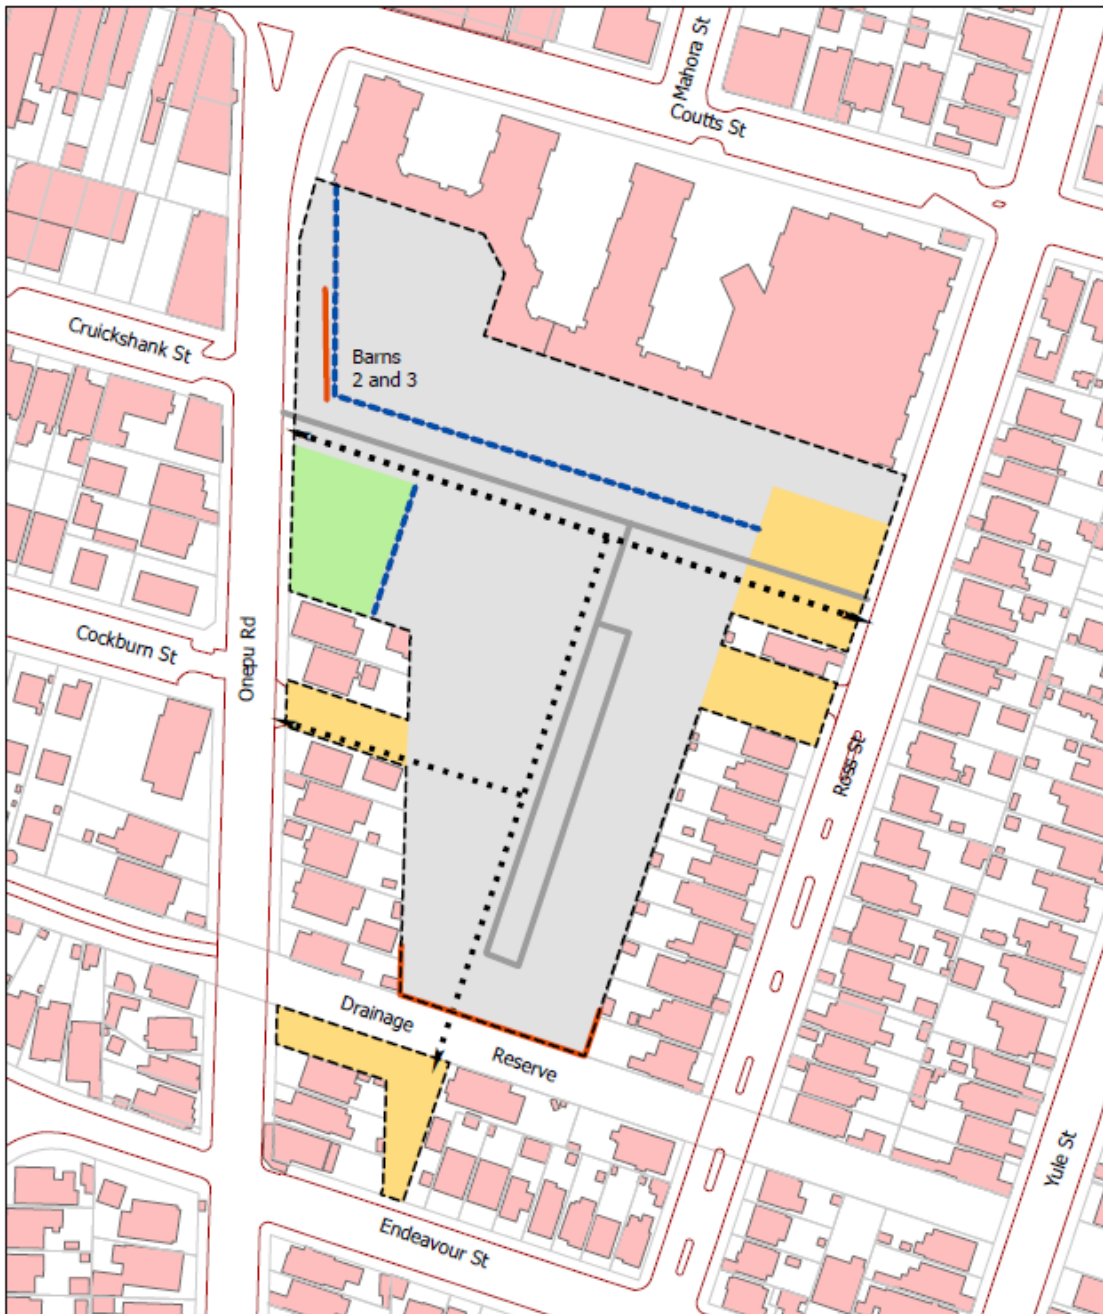 Mahora St
Coutts St
Cruickshank St
Barns
2 and 3
Cockburn St
Onepu Rd
Ross St
Drainage
Reserve
Yule St
Endeavour St